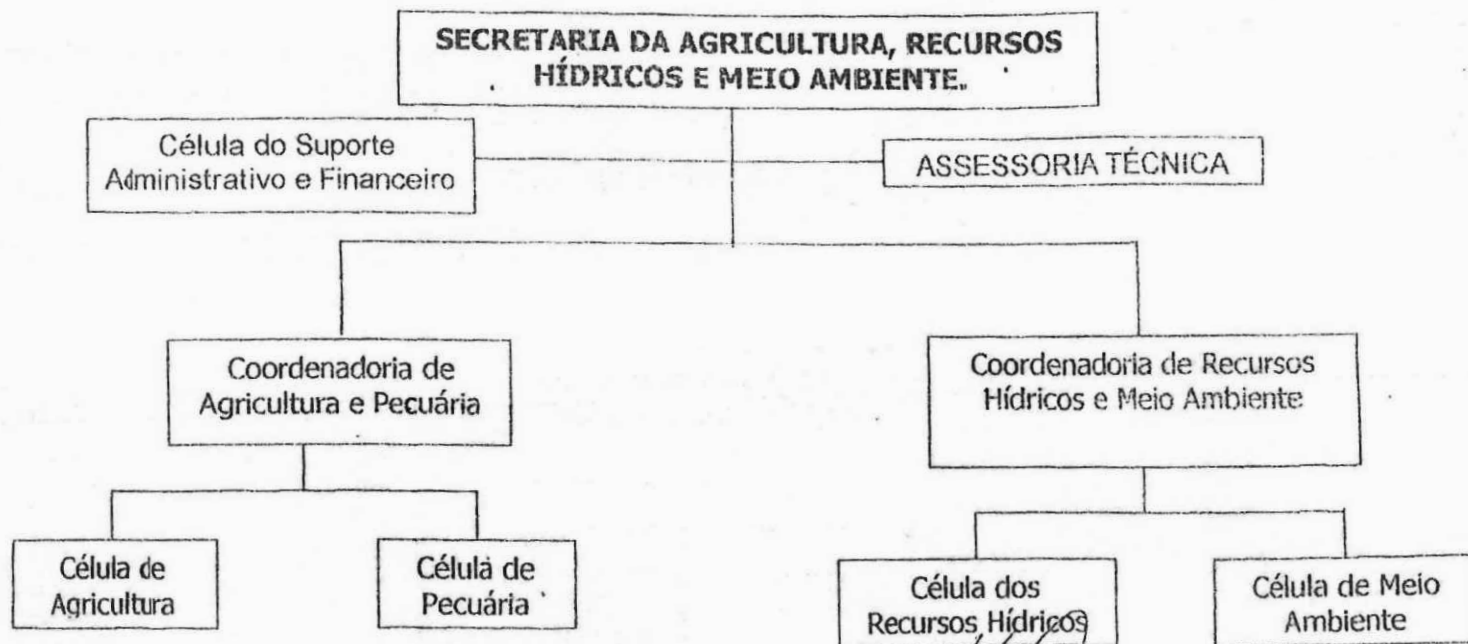 SECRETARIA DA AGRICULTURA, RECURSOS
HÍDRICOS E MEIO AMBIENTE.
Célula do Suporte
Administrativo e Financeiro
ASSESSORIA TÉCNICA
Coordenadoria de
Agricultura e Pecuária
Coordenadoria de Recursos
Hídricos e Meio Ambiente
Célula de
Agricultura
Célula de
Pecuária
Célula dos
Recursos Hídricos
Célula de Meio
Ambiente